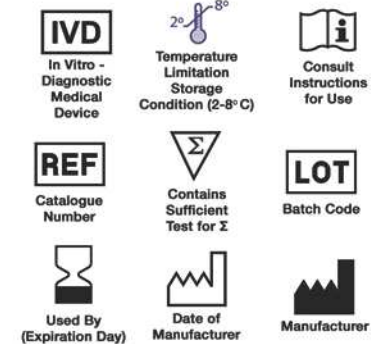 IVD
In Vitro -
Diagnostic
Medical
Device
2° 8°
Temperature
Limitation
Storage
Condition (2-8°C)
i
Consult
Instructions
for Use
REF
Catalogue
Number
Σ
Contains
Sufficient
Test for Σ
LOT
Batch Code
Used By
(Expiration Day)
Date of
Manufacturer
Manufacturer